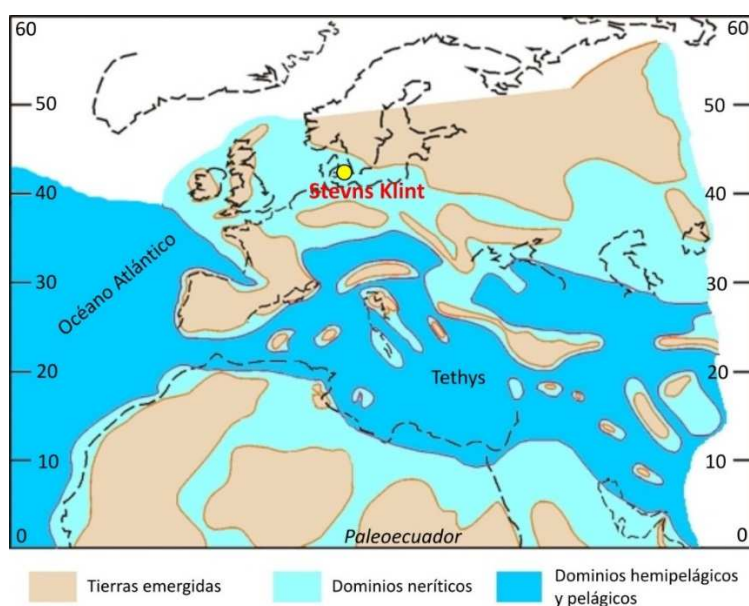 60
60
50
50
40
40
Stevns Klint
Océano Atlántico
30
30
20
20
Tethys
10
10
Paleoecuador
0
0
Tierras emergidas
Dominios neríticos
Dominios hemipelágicos
y pelágicos